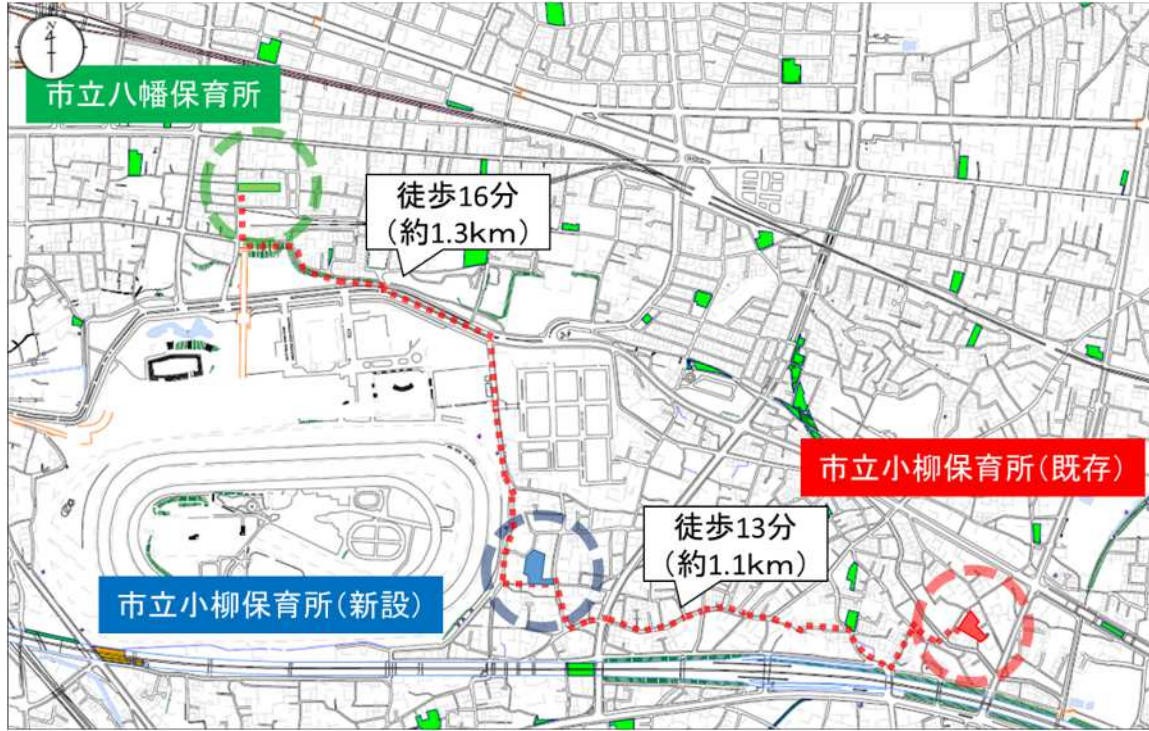 N
市立八幡保育所
徒歩16分
（約1.3km）
市立小柳保育所（既存）
徒歩13分
（約1.1km）
市立小柳保育所（新設）